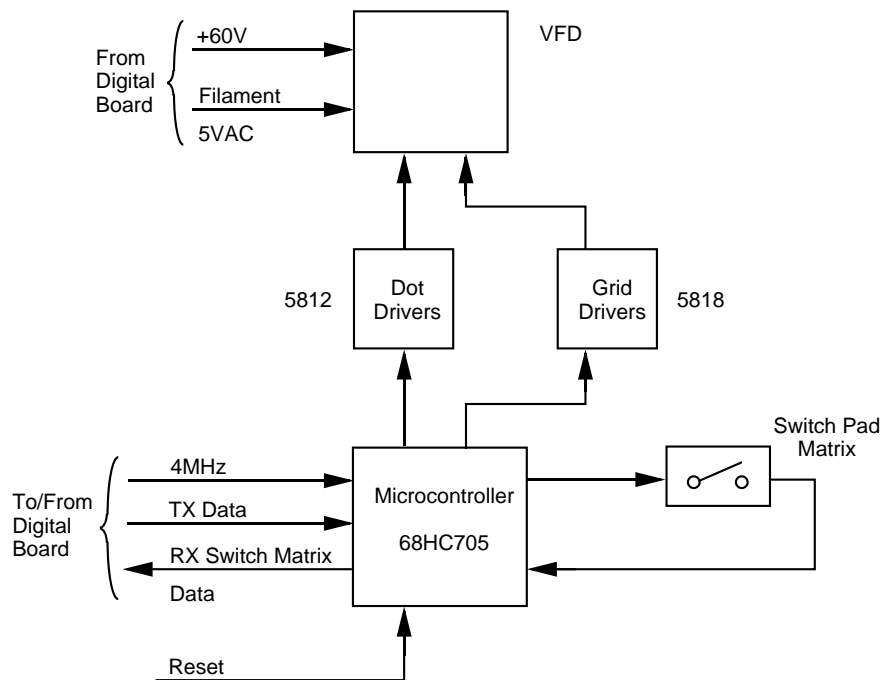 +60V
VFD
From
Digital
Board
Filament
5VAC
5812
Dot
Drivers
Grid
Drivers
5818
Switch Pad
Matrix
4MHz
To/From
Digital
Board
TX Data
RX Switch Matrix
Data
Microcontroller
68HC705
Reset